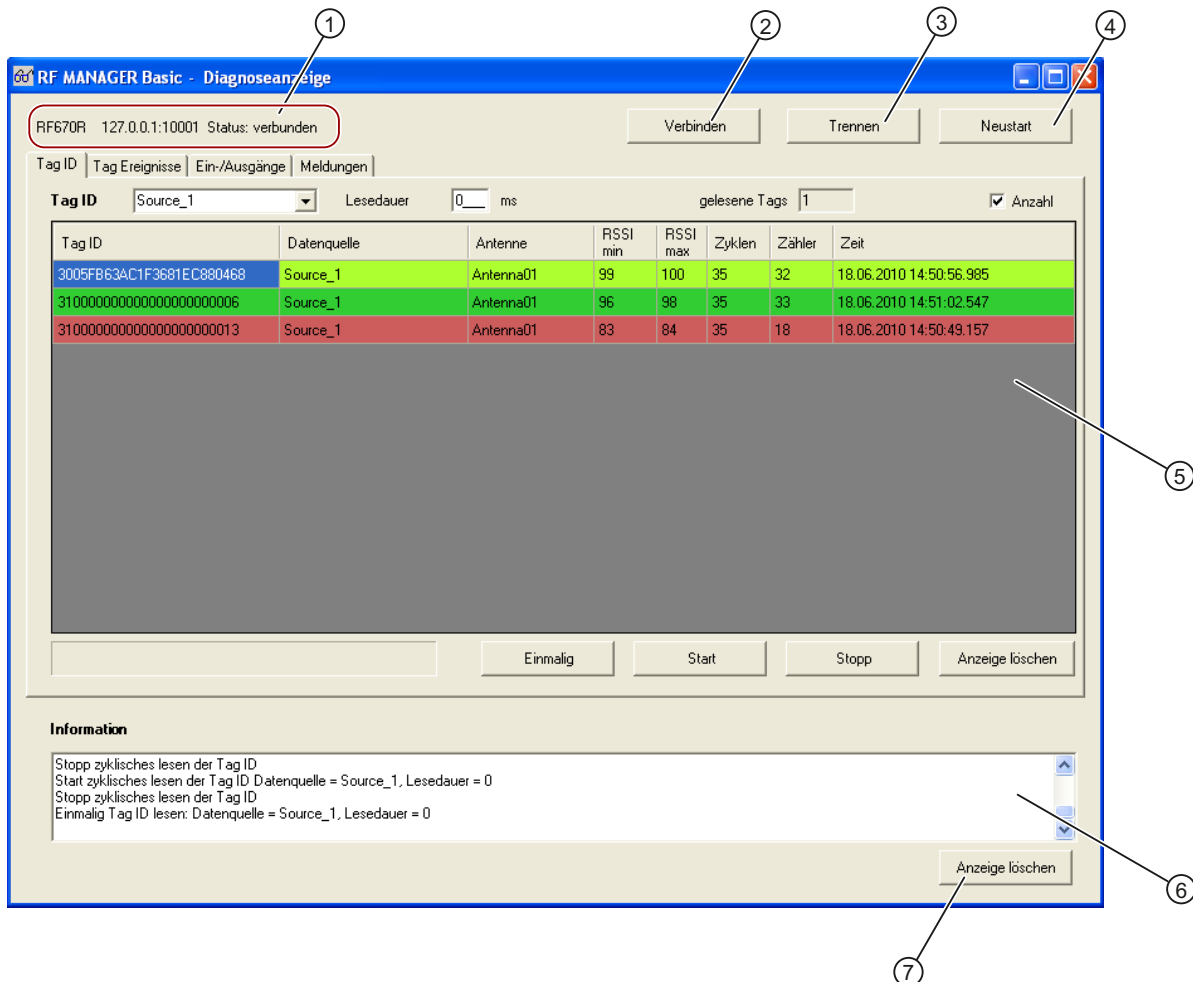 1 2 3 4
RF MANAGER Basic - Diagnoseanzeige
RF670R 127.0.0.1:10001 Status: verbunden Verbinden Trennen Neustart
Tag ID Tag Ereignisse Ein-/Ausgänge Meldungen
Tag ID Source_1 Lesedauer 0__ ms gelesene Tags 1 Anzahl
Tag ID Datenquelle Antenne RSSI min RSSI max Zyklen Zähler Zeit
3005FB63AC1F3681EC880468 Source_1 Antenna01 99 100 35 32 18.06.2010 14:50:56.985
310000000000000000000006 Source_1 Antenna01 96 98 35 33 18.06.2010 14:51:02.547
310000000000000000000013 Source_1 Antenna01 83 84 35 18 18.06.2010 14:50:49.157
5
Einmalig Start Stopp Anzeige löschen
Information
Stopp zyklisches lesen der Tag ID
Start zyklisches lesen der Tag ID Datenquelle = Source_1, Lesedauer = 0
Stopp zyklisches lesen der Tag ID
Einmalig Tag ID lesen: Datenquelle = Source_1, Lesedauer = 0
Anzeige löschen
6
7